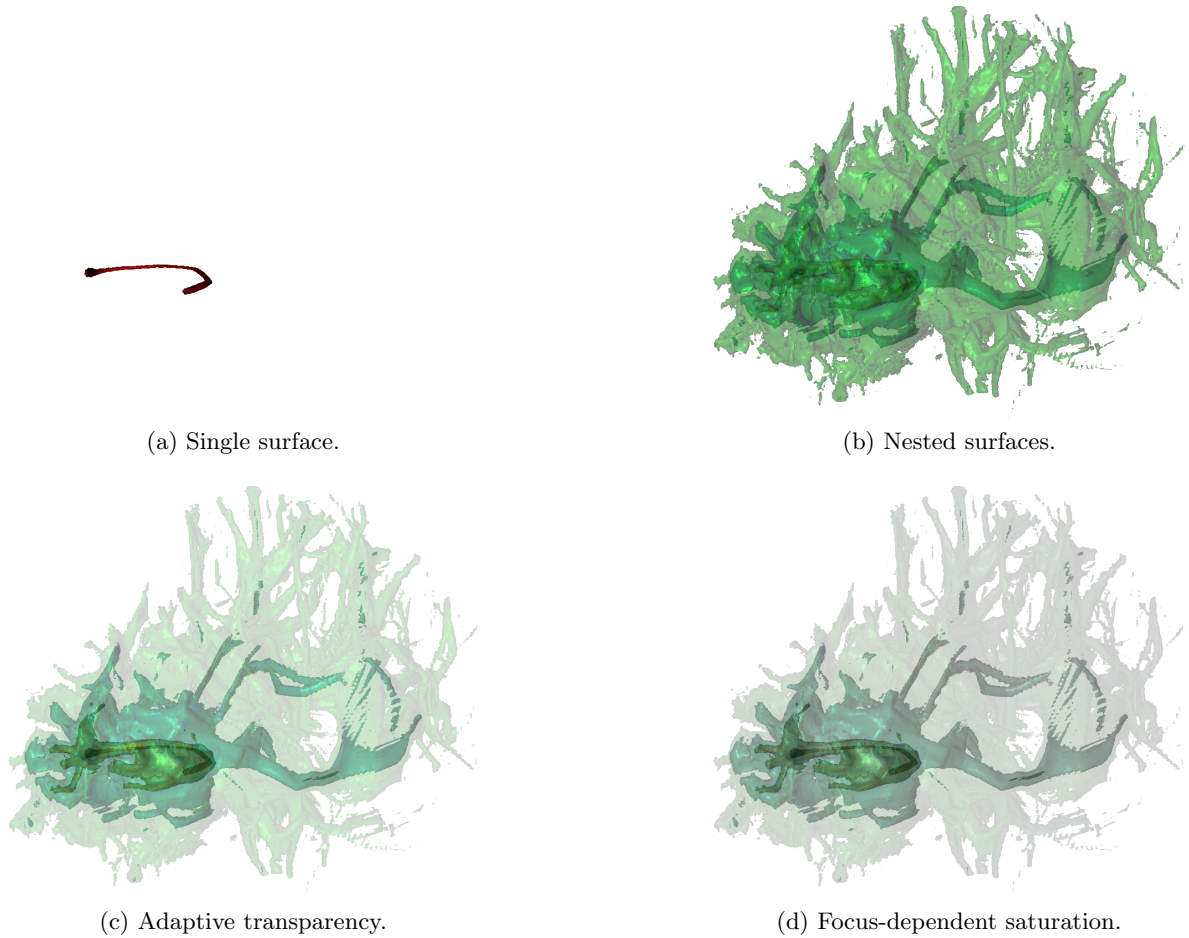 (a) Single surface.
(b) Nested surfaces.
(c) Adaptive transparency.
(d) Focus-dependent saturation.